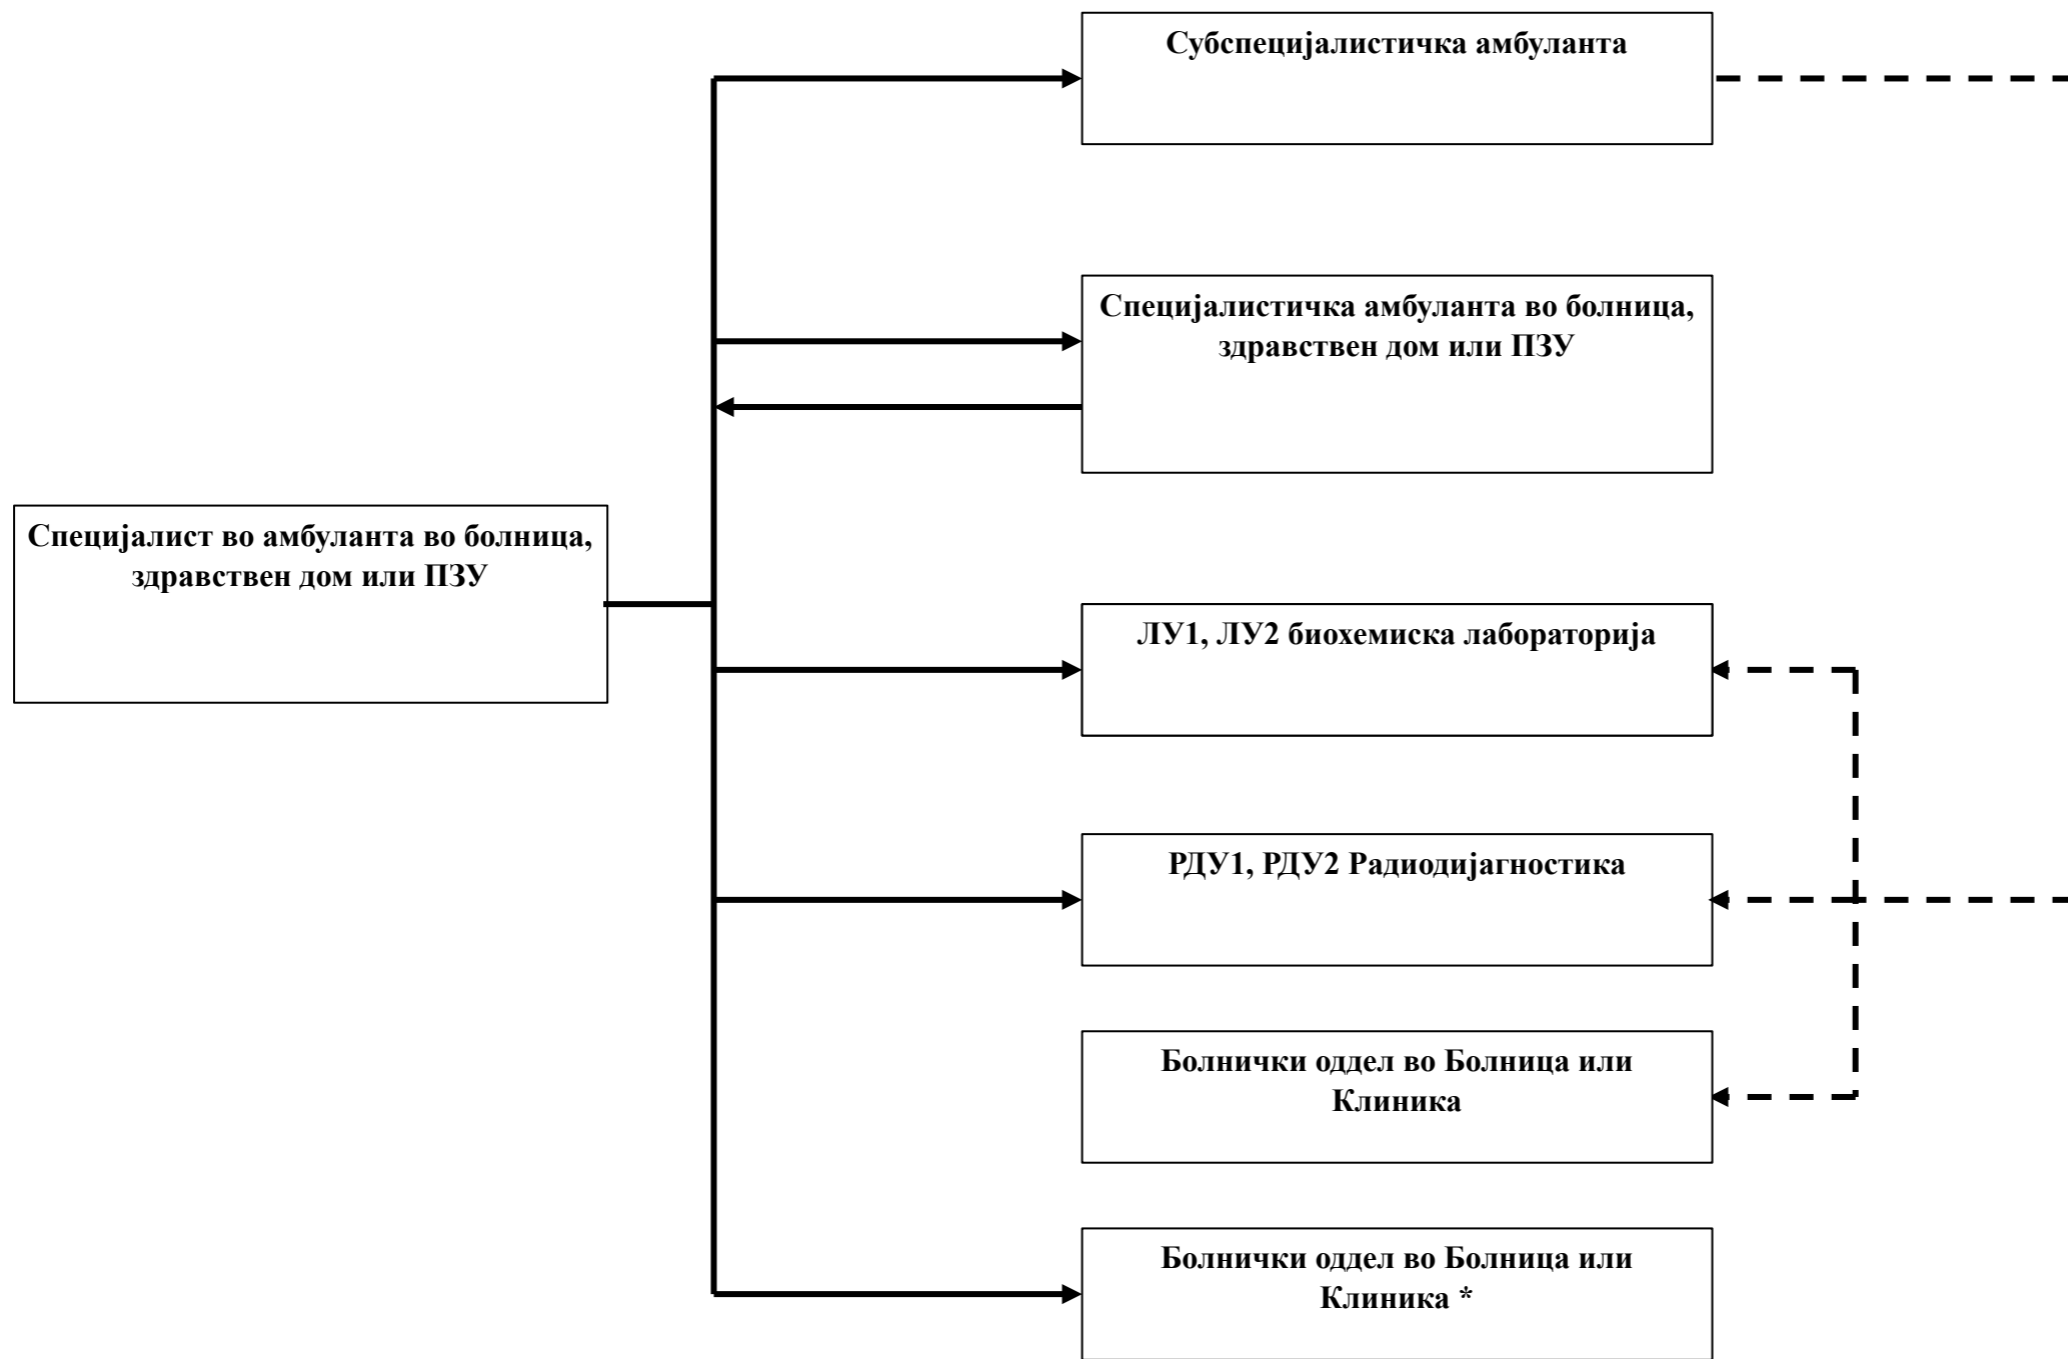 Субспецијалистичка амбуланта
Специјалистичка амбуланта во болница,
здравствен дом или ПЗУ
Специјалист во амбуланта во болница,
здравствен дом или ПЗУ
ЛУ1, ЛУ2 биохемиска лабораторија
РДУ1, РДУ2 Радиодијагностика
Болнички оддел во Болница или
Клиника
Болнички оддел во Болница или
Клиника *